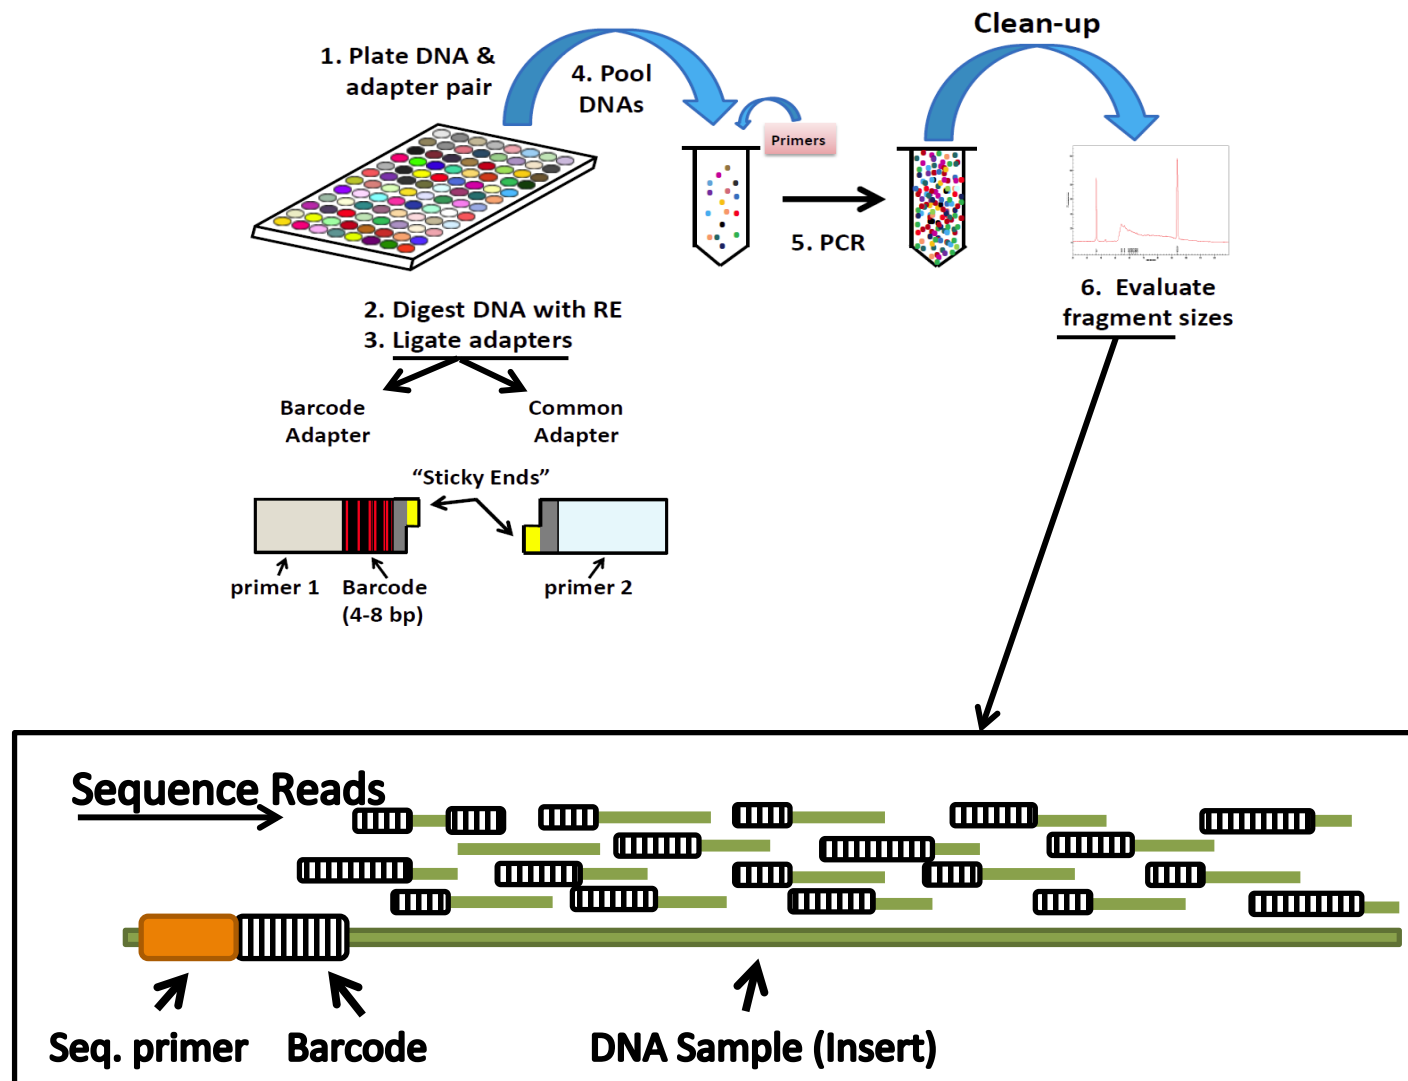 Clean-up
1. Plate DNA &
adapter pair
4. Pool
DNAs
Primers
5. PCR
2. Digest DNA with RE
3. Ligate adapters
6. Evaluate
fragment sizes
Barcode
Adapter
Common
Adapter
“Sticky Ends”
primer 1
Barcode
(4-8 bp)
primer 2
Sequence Reads
Seq. primer
Barcode
DNA Sample (Insert)